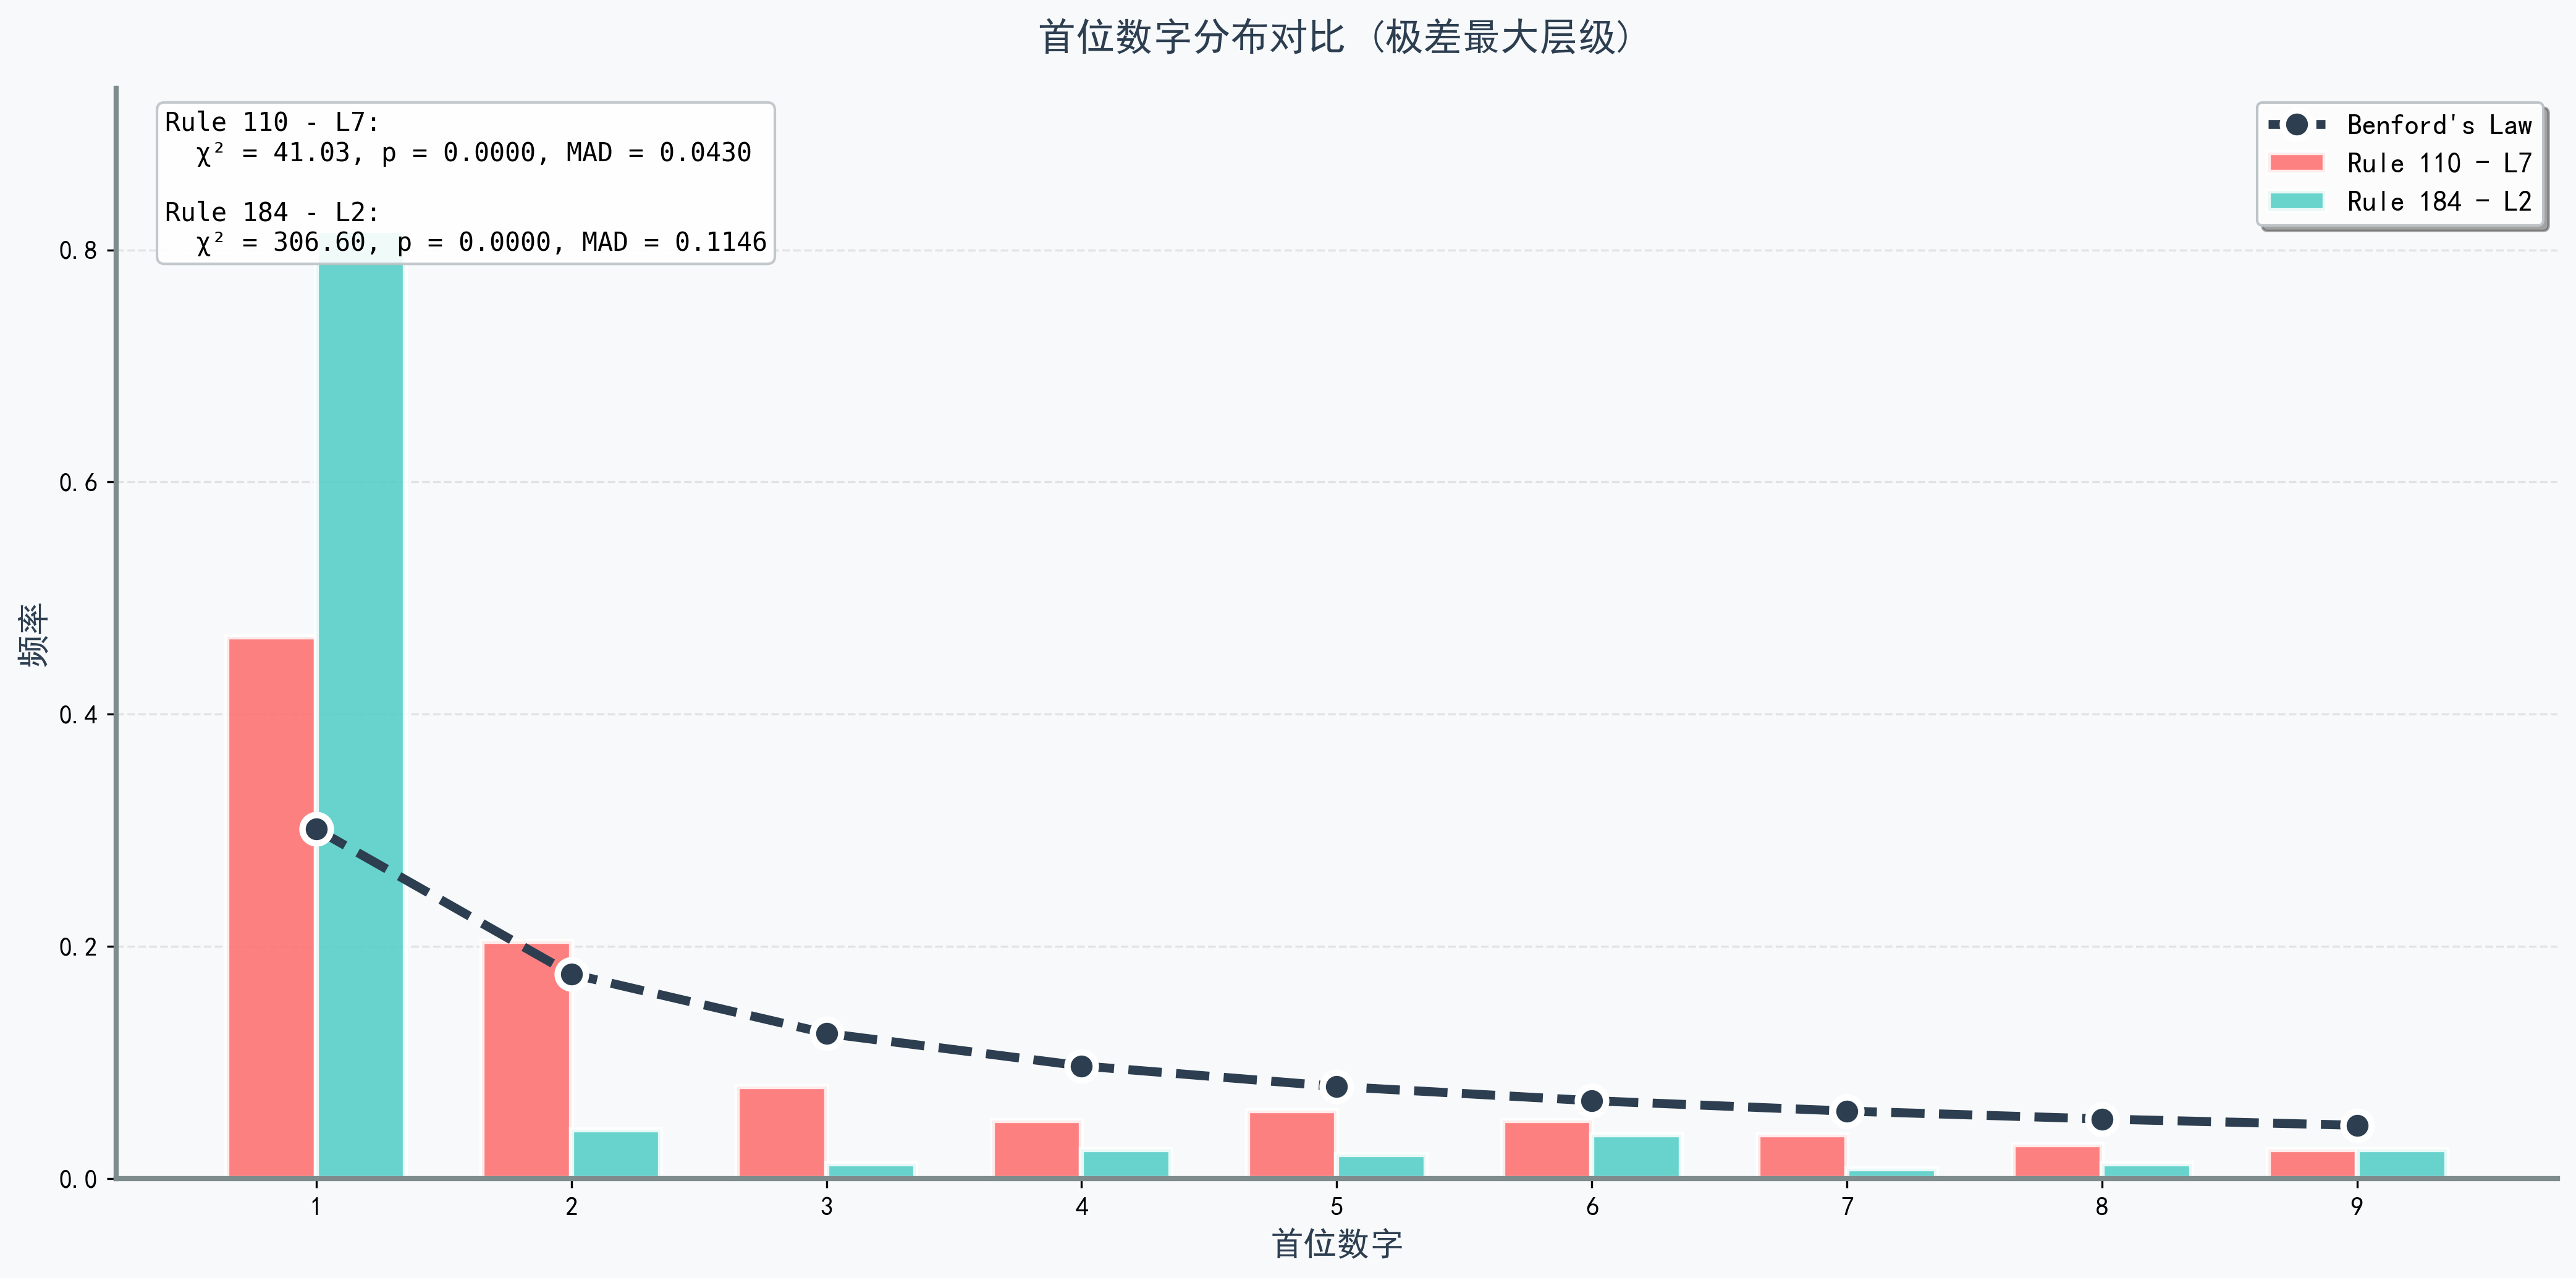 首位数字分布对比 (极差最大层级)
Rule 110 - L7:
χ² = 41.03, p = 0.0000, MAD = 0.0430
Rule 184 - L2:
χ² = 306.60, p = 0.0000, MAD = 0.1146
Benford's Law
Rule 110 - L7
Rule 184 - L2
频率
0.8
0.6
0.4
0.2
0.0
1 2 3 4 5 6 7 8 9
首位数字